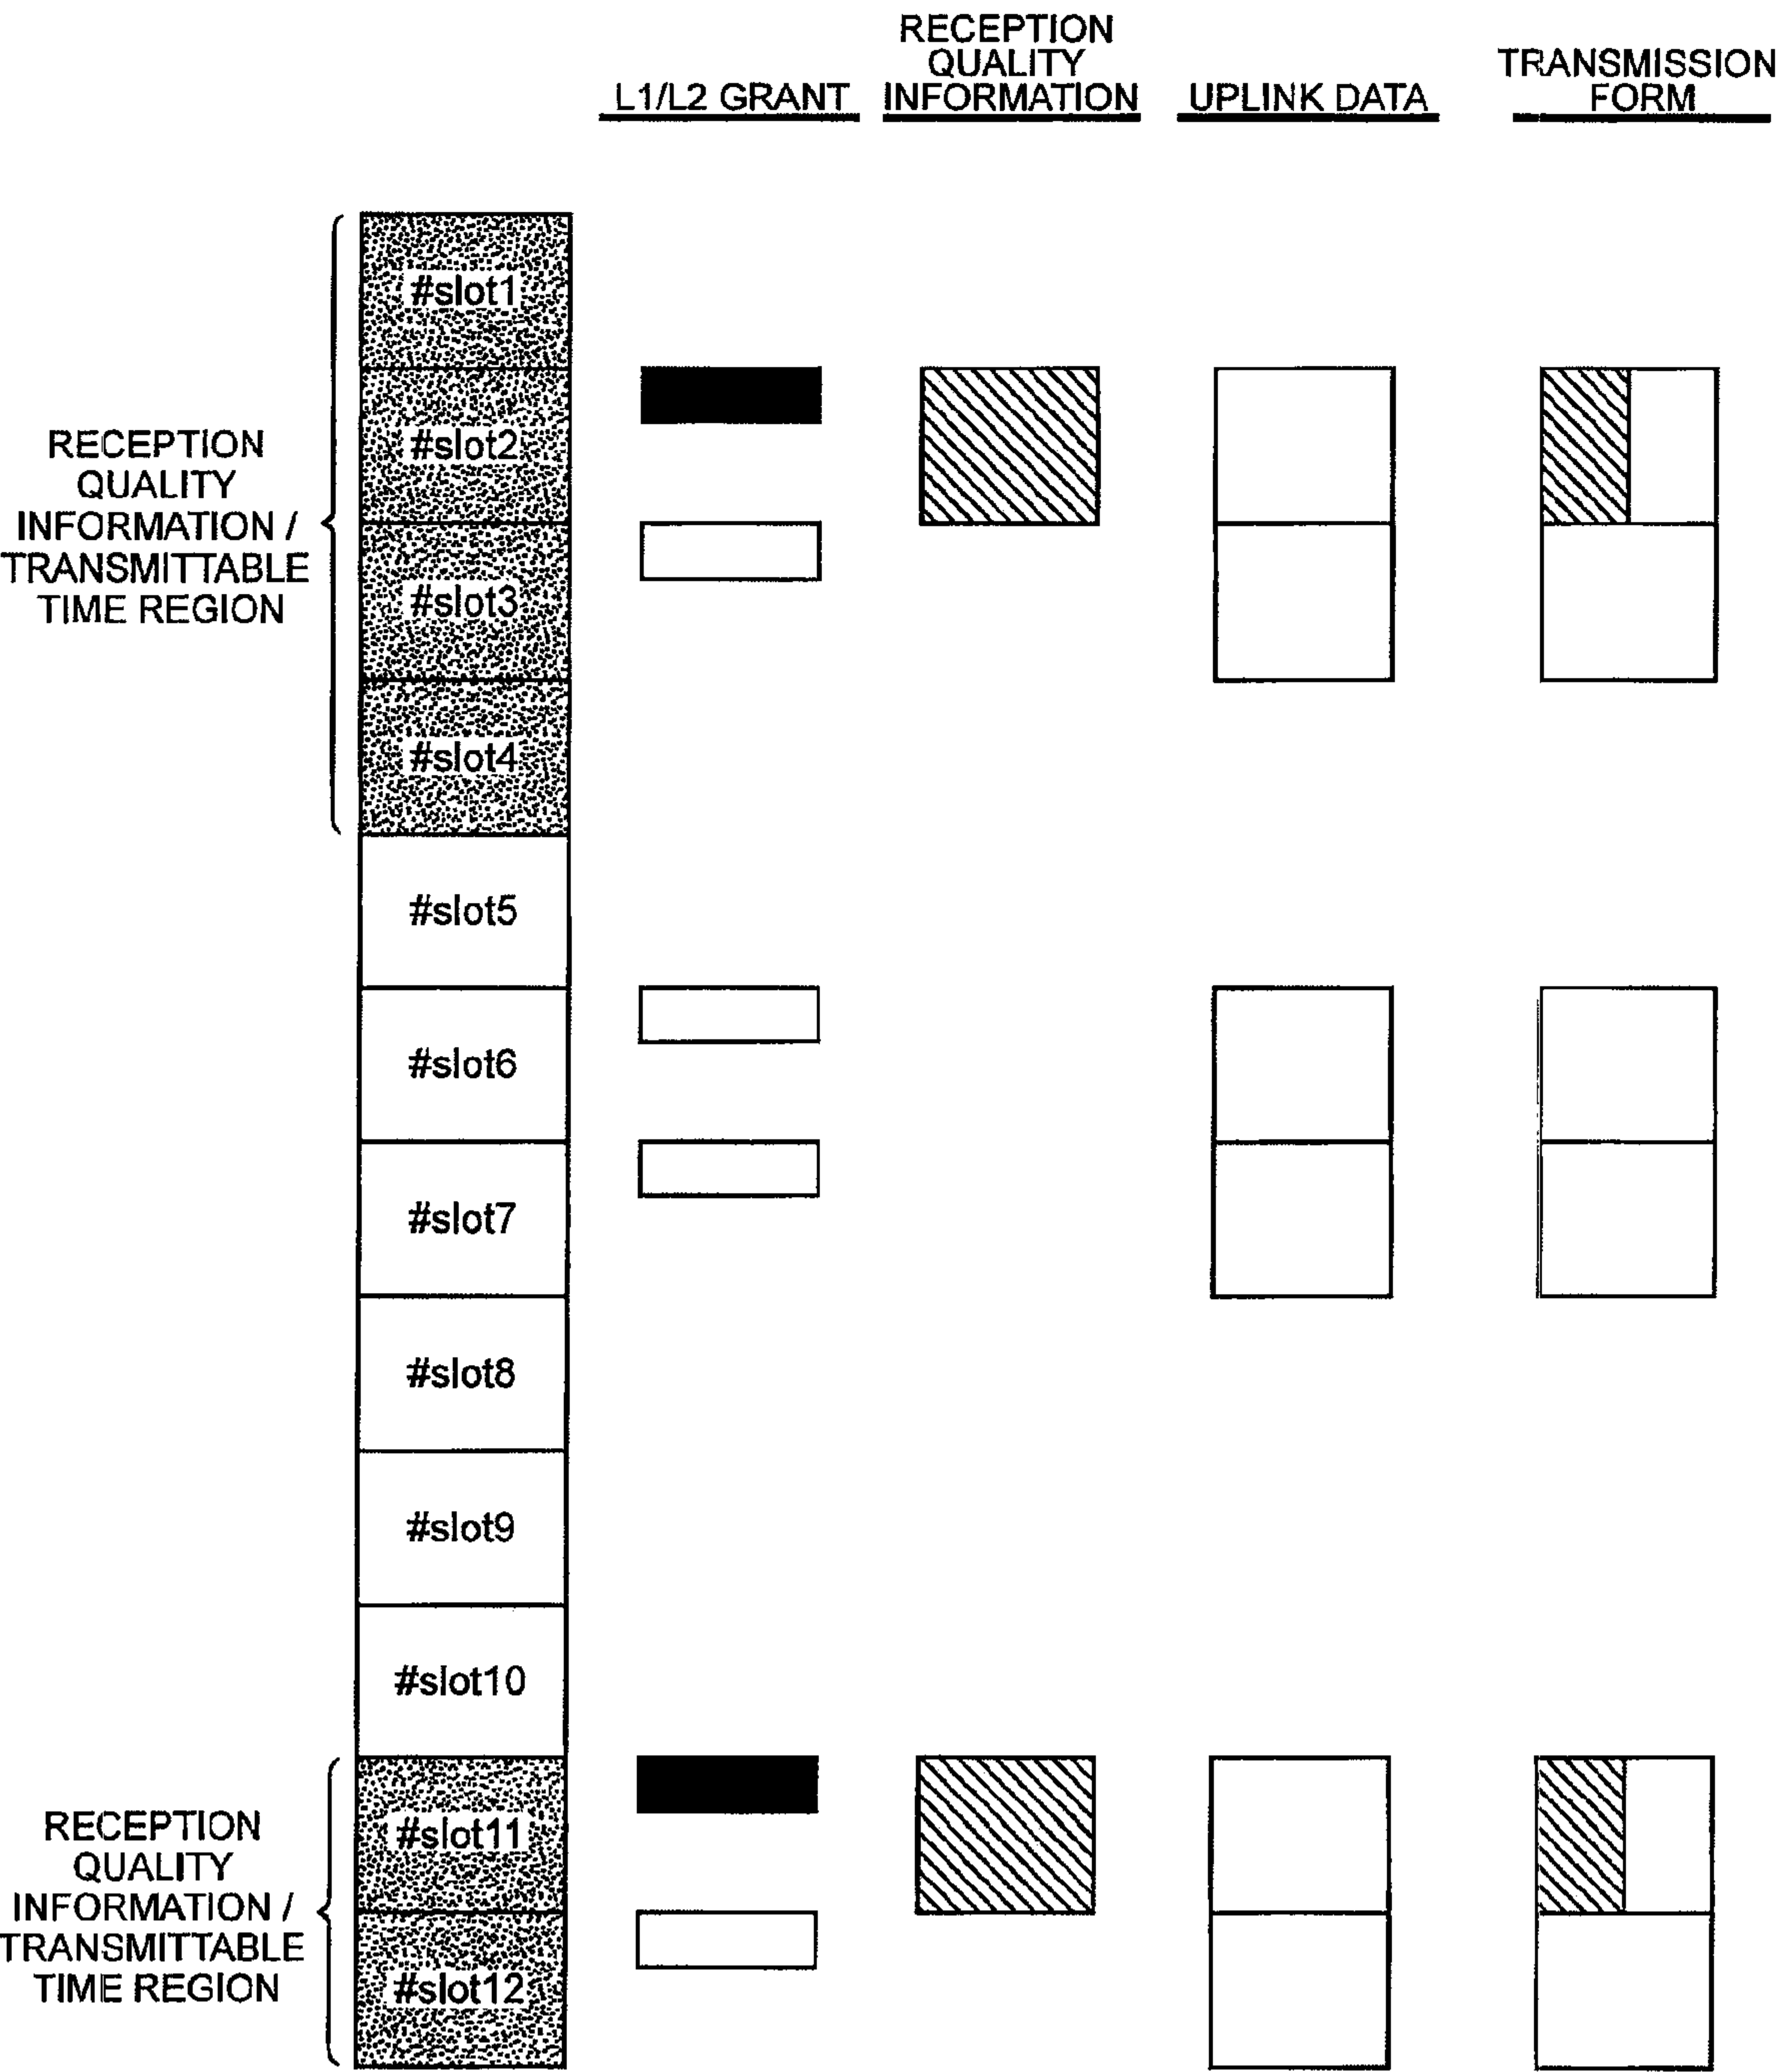 L1/L2 GRANT
RECEPTION
QUALITY
INFORMATION
UPLINK DATA
TRANSMISSION
FORM
RECEPTION
QUALITY
INFORMATION /
TRANSMITTABLE
TIME REGION
#slot1
#slot2
#slot3
#slot4
#slot5
#slot6
#slot7
#slot8
#slot9
#slot10
RECEPTION
QUALITY
INFORMATION /
TRANSMITTABLE
TIME REGION
#slot11
#slot12